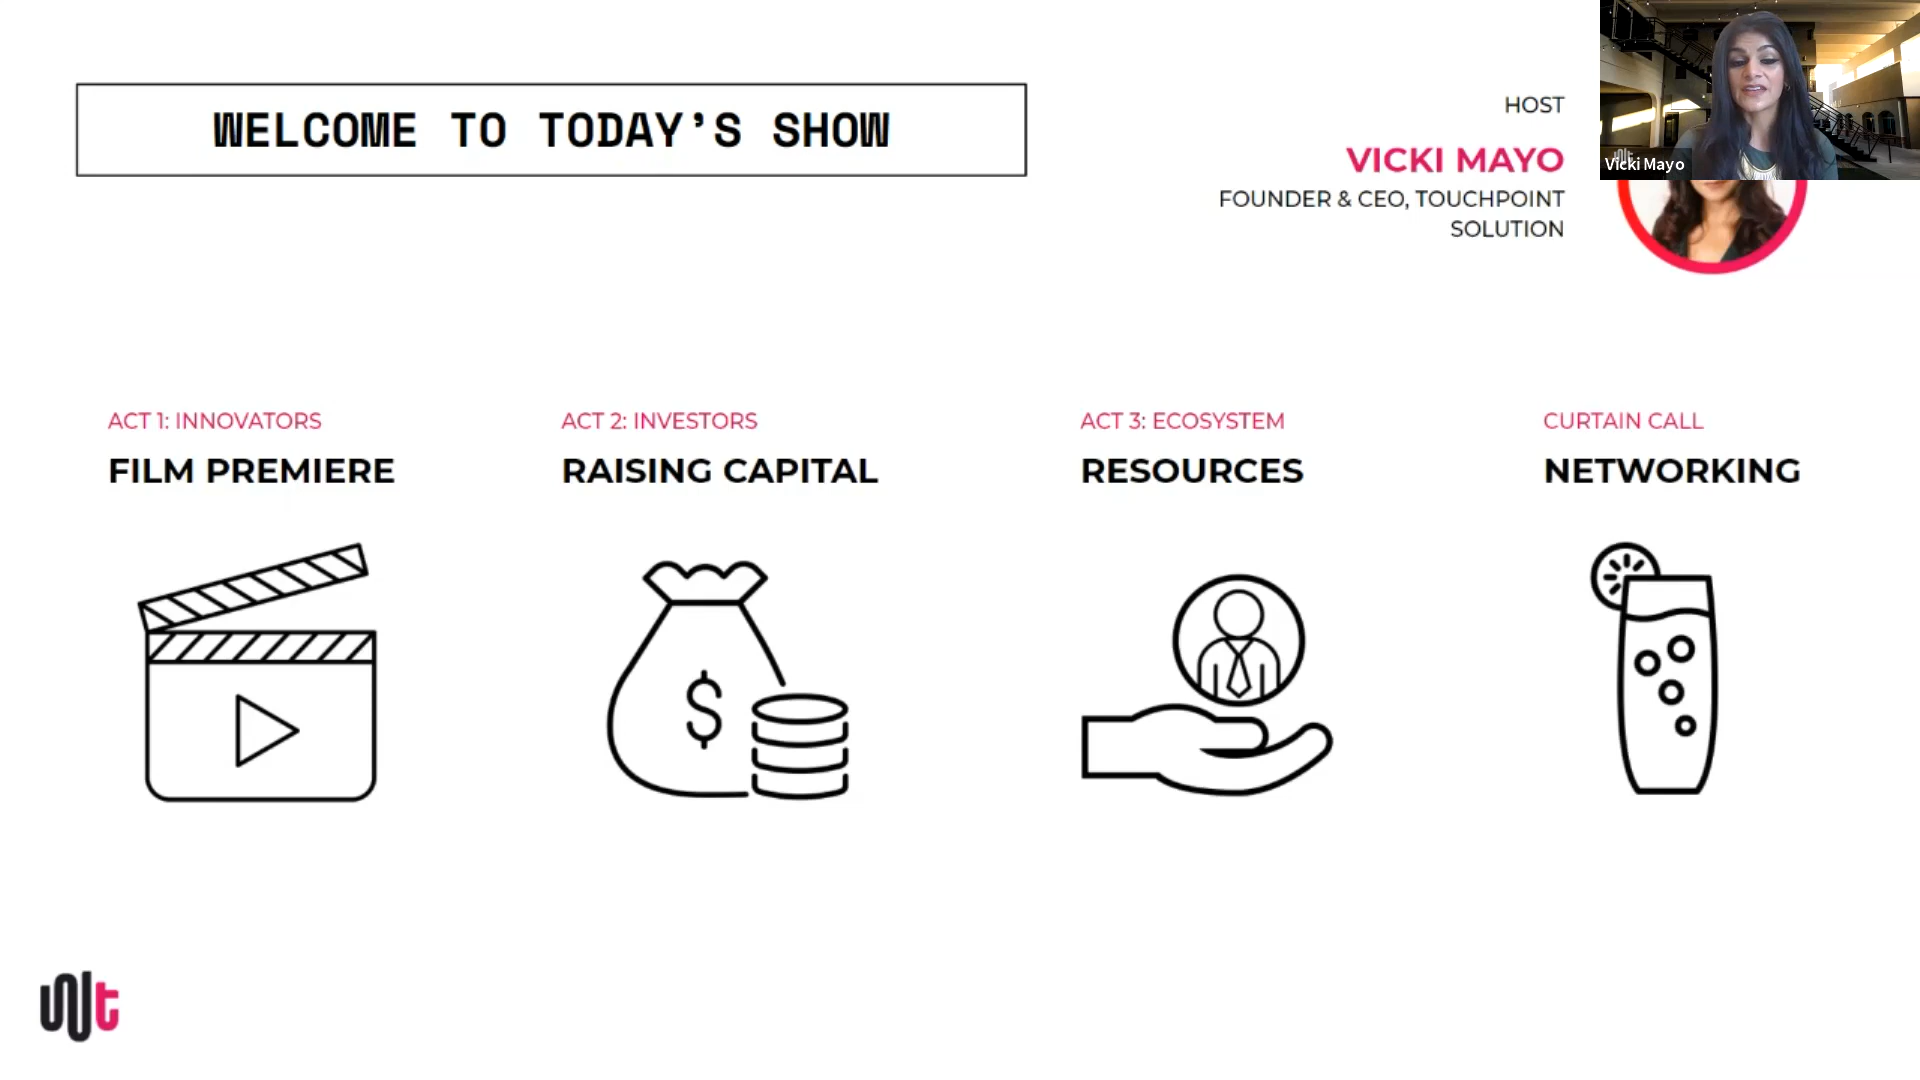 WELCOME TO TODAY'S SHOW
HOST
VICKI MAYO
FOUNDER & CEO, TOUCHPOINT
SOLUTION
Vicki Mayo
ACT 1: INNOVATORS
FILM PREMIERE
ACT 2: INVESTORS
RAISING CAPITAL
$
ACT 3: ECOSYSTEM
RESOURCES
CURTAIN CALL
NETWORKING